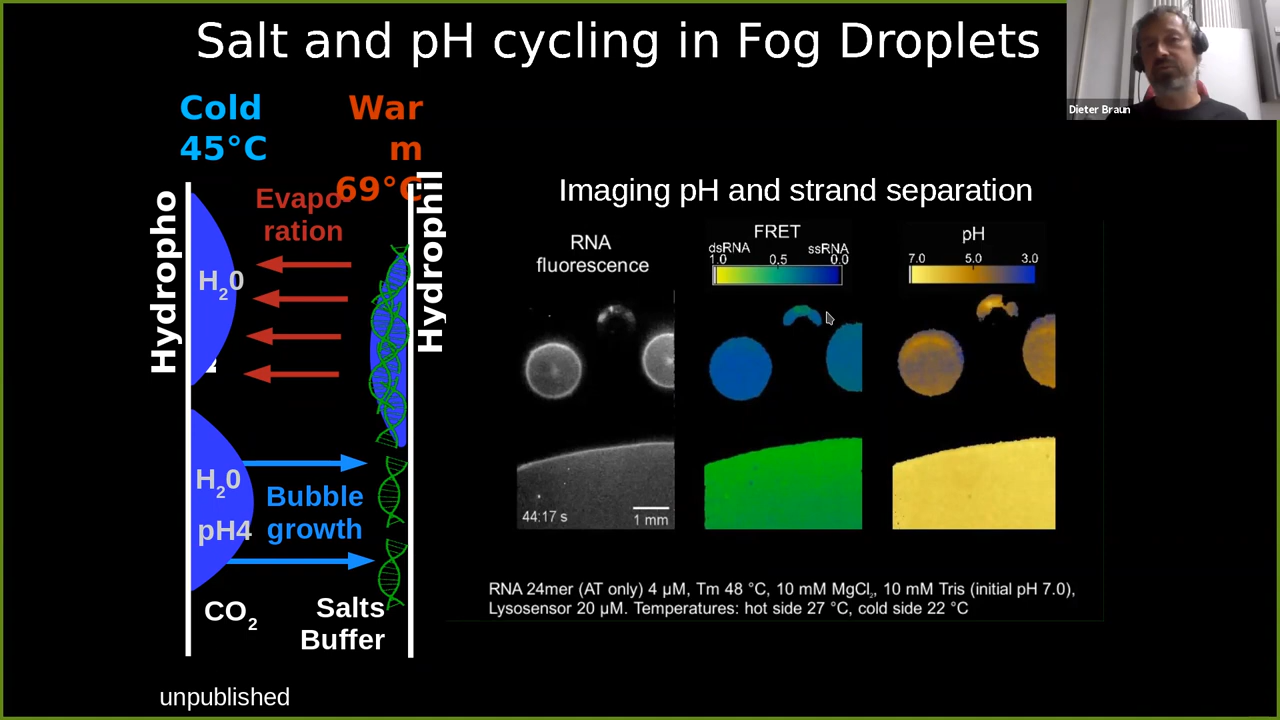 Salt and pH cycling in Fog Droplets
Dieter Braun
Cold
45°C
War
m
69°C
Hydropho
Hydrophil
Evapo
ration
H20
H20
pH4
Bubble
growth
CO2
Salts
Buffer
unpublished
Imaging pH and strand separation
RNA
fluorescence
FRET
dsRNA ssRNA
1.0 0.5 0.0
pH
7.0 5.0 3.0
44:17 s
1 mm
RNA 24mer (AT only) 4 µM, Tm 48 °C, 10 mM MgCl2, 10 mM Tris (initial pH 7.0),
Lysosensor 20 µM. Temperatures: hot side 27 °C, cold side 22 °C